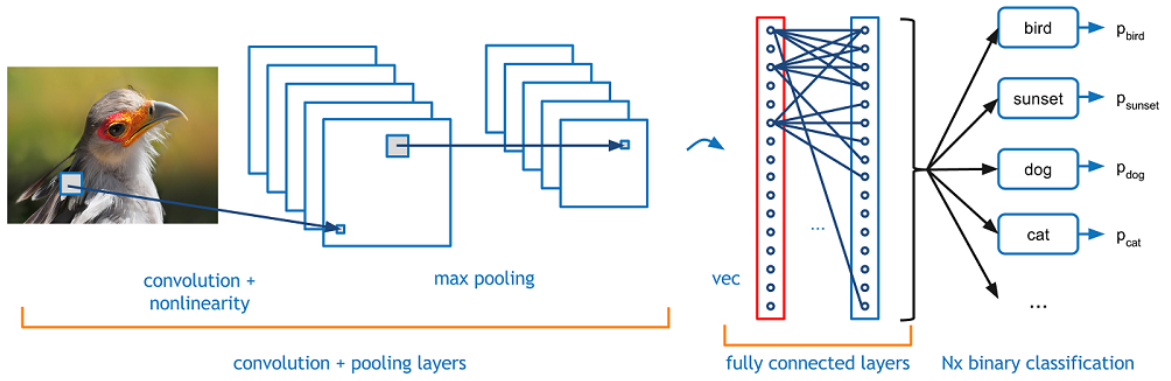 bird
p_bird
sunset
p_sunset
dog
p_dog
cat
p_cat
...
...
convolution +
nonlinearity
max pooling
vec
convolution + pooling layers
fully connected layers
Nx binary classification